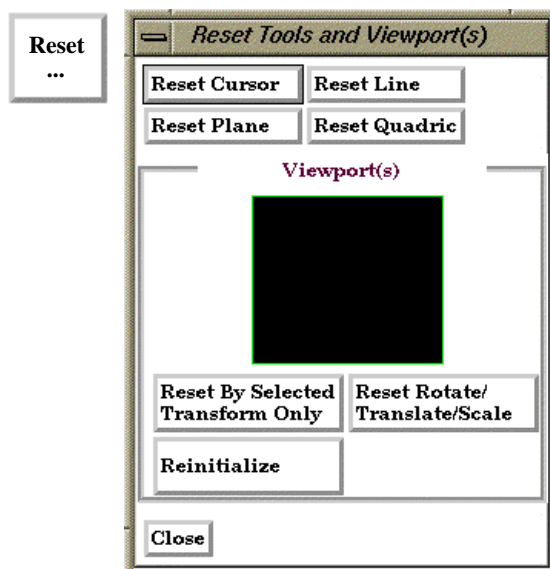 Reset
...
Reset Tools and Viewport(s)
Reset Cursor
Reset Line
Reset Plane
Reset Quadric
Viewport(s)
Reset By Selected
Transform Only
Reset Rotate/
Translate/Scale
Reinitialize
Close